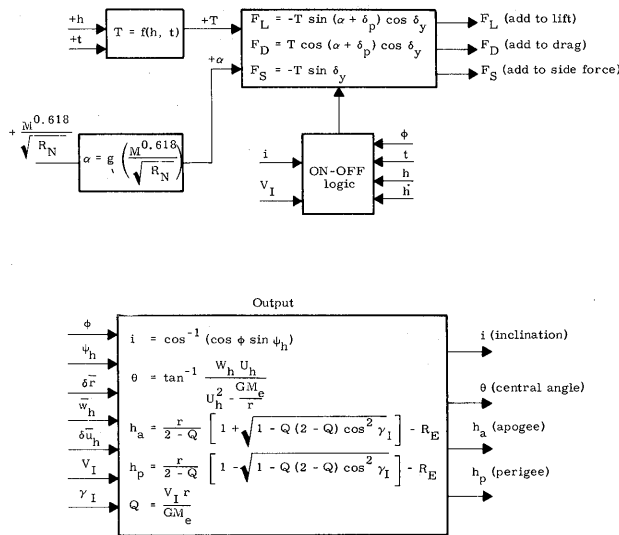 +h
+t
T = f(h, t)
+T
F_L = -T sin (α + δ_p) cos δ_y
F_D = T cos (α + δ_p) cos δ_y
F_S = -T sin δ_y
F_L (add to lift)
F_D (add to drag)
F_S (add to side force)
+α
+ M^0.618 / √R_N
α = g (M^0.618 / √R_N)
i
V_I
ON-OFF
logic
ϕ
t
h
ḣ
Output
ϕ
ψ_h
δr̅
w̅_h
δu̅_h
V_I
γ_I
i = cos^-1 (cos ϕ sin ψ_h)
θ = tan^-1 W_h U_h / U_h^2 - GM_e / r
h_a = r / 2 - Q [1 + √1 - Q (2 - Q) cos^2 γ_I] - R_E
h_p = r / 2 - Q [1 - √1 - Q (2 - Q) cos^2 γ_I] - R_E
Q = V_I r / GM_e
i (inclination)
θ (central angle)
h_a (apogee)
h_p (perigee)